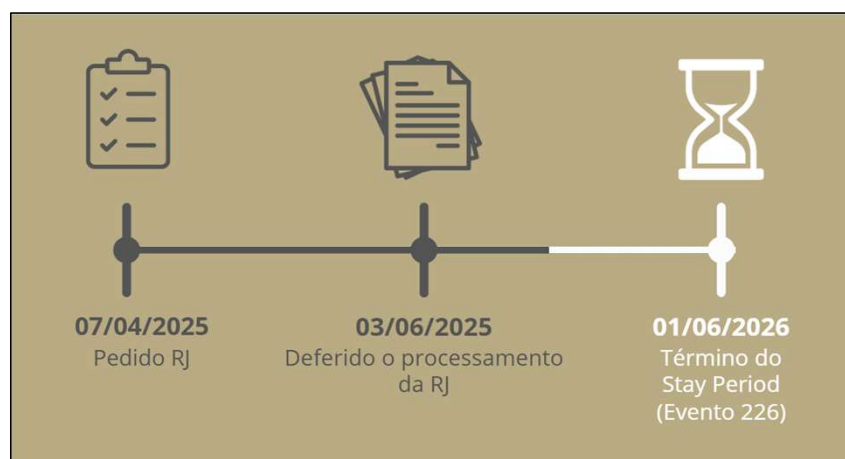 07/04/2025
Pedido RJ
03/06/2025
Deferido o processamento
da RJ
01/06/2026
Término do
Stay Period
(Evento 226)